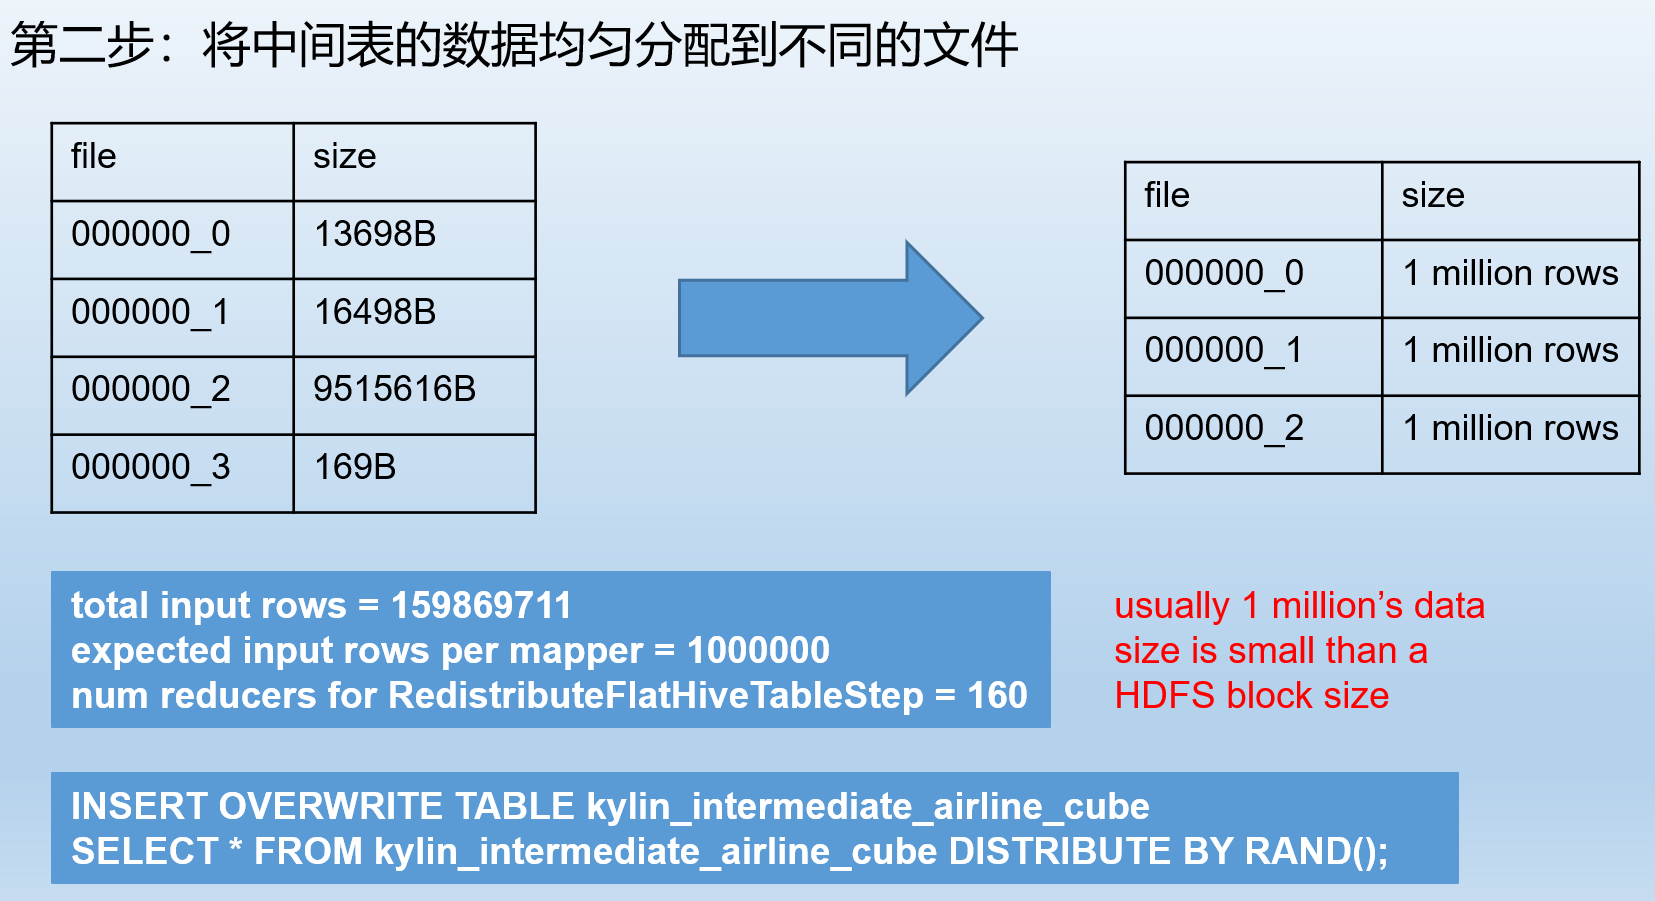 第二步：将中间表的数据均匀分配到不同的文件
file size
000000_0 13698B
000000_1 16498B
000000_2 9515616B
000000_3 169B
file size
000000_0 1 million rows
000000_1 1 million rows
000000_2 1 million rows
total input rows = 159869711
expected input rows per mapper = 1000000
num reducers for RedistributeFlatHiveTableStep = 160
usually 1 million’s data
size is small than a
HDFS block size
INSERT OVERWRITE TABLE kylin_intermediate_airline_cube
SELECT * FROM kylin_intermediate_airline_cube DISTRIBUTE BY RAND();